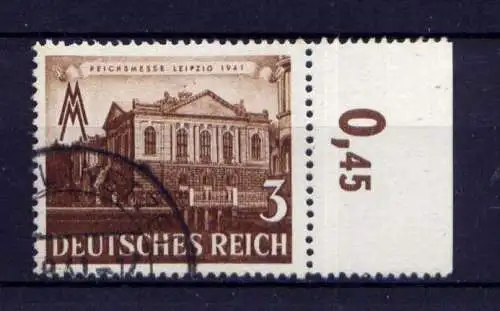 REICHSMESSE LEIPZIG 1941
MM
3
DEUTSCHES REICH
0,45